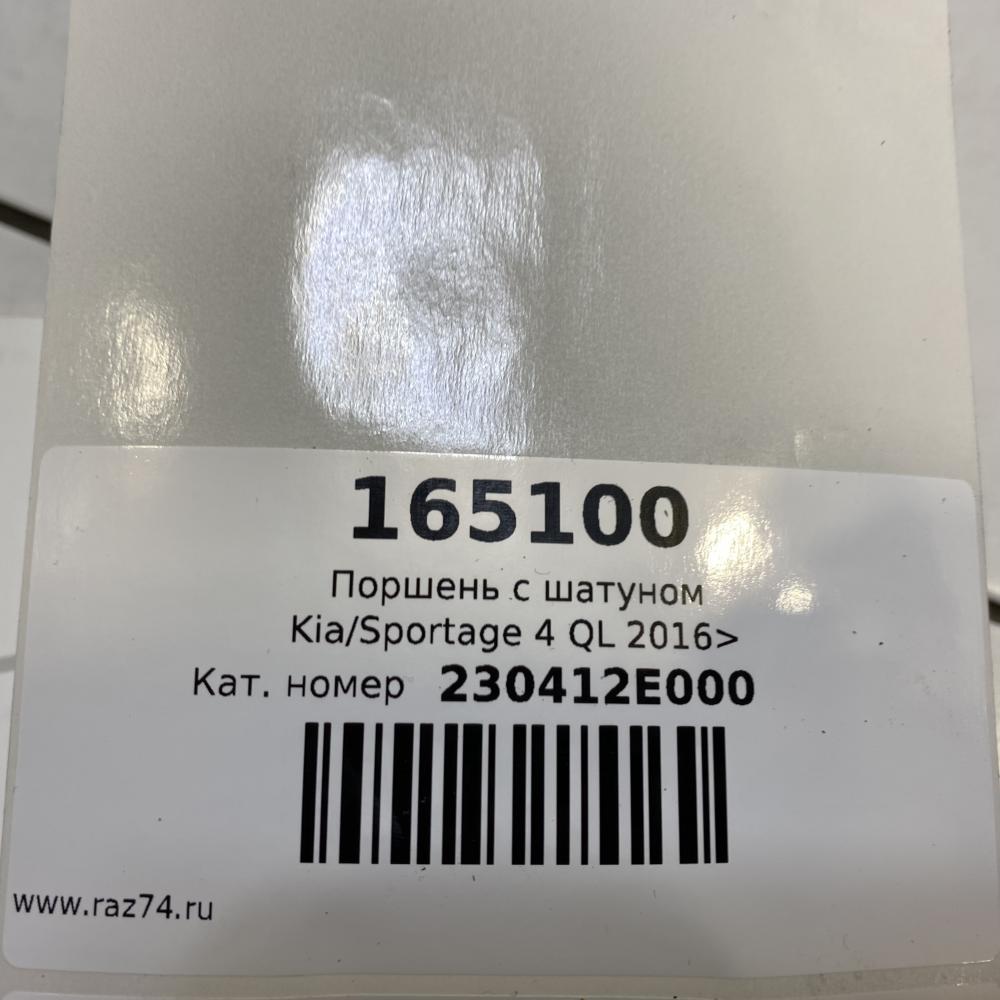 165100
Поршень с шатуном
Kia/Sportage 4 QL 2016>
Кат. номер 230412E000
www.raz74.ru